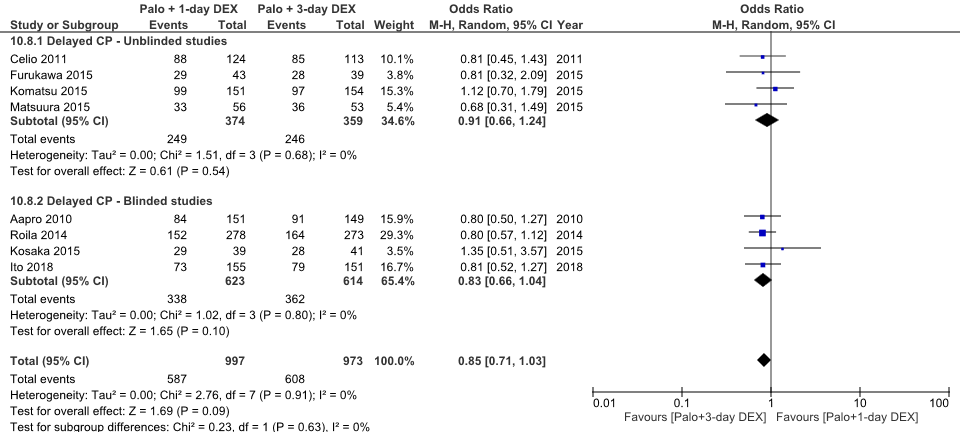 Palo + 1-day DEX Palo + 3-day DEX Odds Ratio Odds Ratio
Study or Subgroup Events Total Events Total Weight M-H, Random, 95% CI Year M-H, Random, 95% CI
10.8.1 Delayed CP - Unblinded studies
Celio 2011 88 124 85 113 10.1% 0.81 [0.45, 1.43] 2011
Furukawa 2015 29 43 28 39 3.8% 0.81 [0.32, 2.09] 2015
Komatsu 2015 99 151 97 154 15.3% 1.12 [0.70, 1.79] 2015
Matsuura 2015 33 56 36 53 5.4% 0.68 [0.31, 1.49] 2015
Subtotal (95% CI) 374 359 34.6% 0.91 [0.66, 1.24]
Total events 249 246
Heterogeneity: Tau² = 0.00; Chi² = 1.51, df = 3 (P = 0.68); I² = 0%
Test for overall effect: Z = 0.61 (P = 0.54)
10.8.2 Delayed CP - Blinded studies
Aapro 2010 84 151 91 149 15.9% 0.80 [0.50, 1.27] 2010
Roila 2014 152 278 164 273 29.3% 0.80 [0.57, 1.12] 2014
Kosaka 2015 29 39 28 41 3.5% 1.35 [0.51, 3.57] 2015
Ito 2018 73 155 79 151 16.7% 0.81 [0.52, 1.27] 2018
Subtotal (95% CI) 623 614 65.4% 0.83 [0.66, 1.04]
Total events 338 362
Heterogeneity: Tau² = 0.00; Chi² = 1.02, df = 3 (P = 0.80); I² = 0%
Test for overall effect: Z = 1.65 (P = 0.10)
Total (95% CI) 997 973 100.0% 0.85 [0.71, 1.03]
Total events 587 608
Heterogeneity: Tau² = 0.00; Chi² = 2.76, df = 7 (P = 0.91); I² = 0%
Test for overall effect: Z = 1.69 (P = 0.09)
Test for subgroup differences: Chi² = 0.23, df = 1 (P = 0.63), I² = 0%
0.01 0.1 1 10 100
Favours [Palo+3-day DEX] Favours [Palo+1-day DEX]